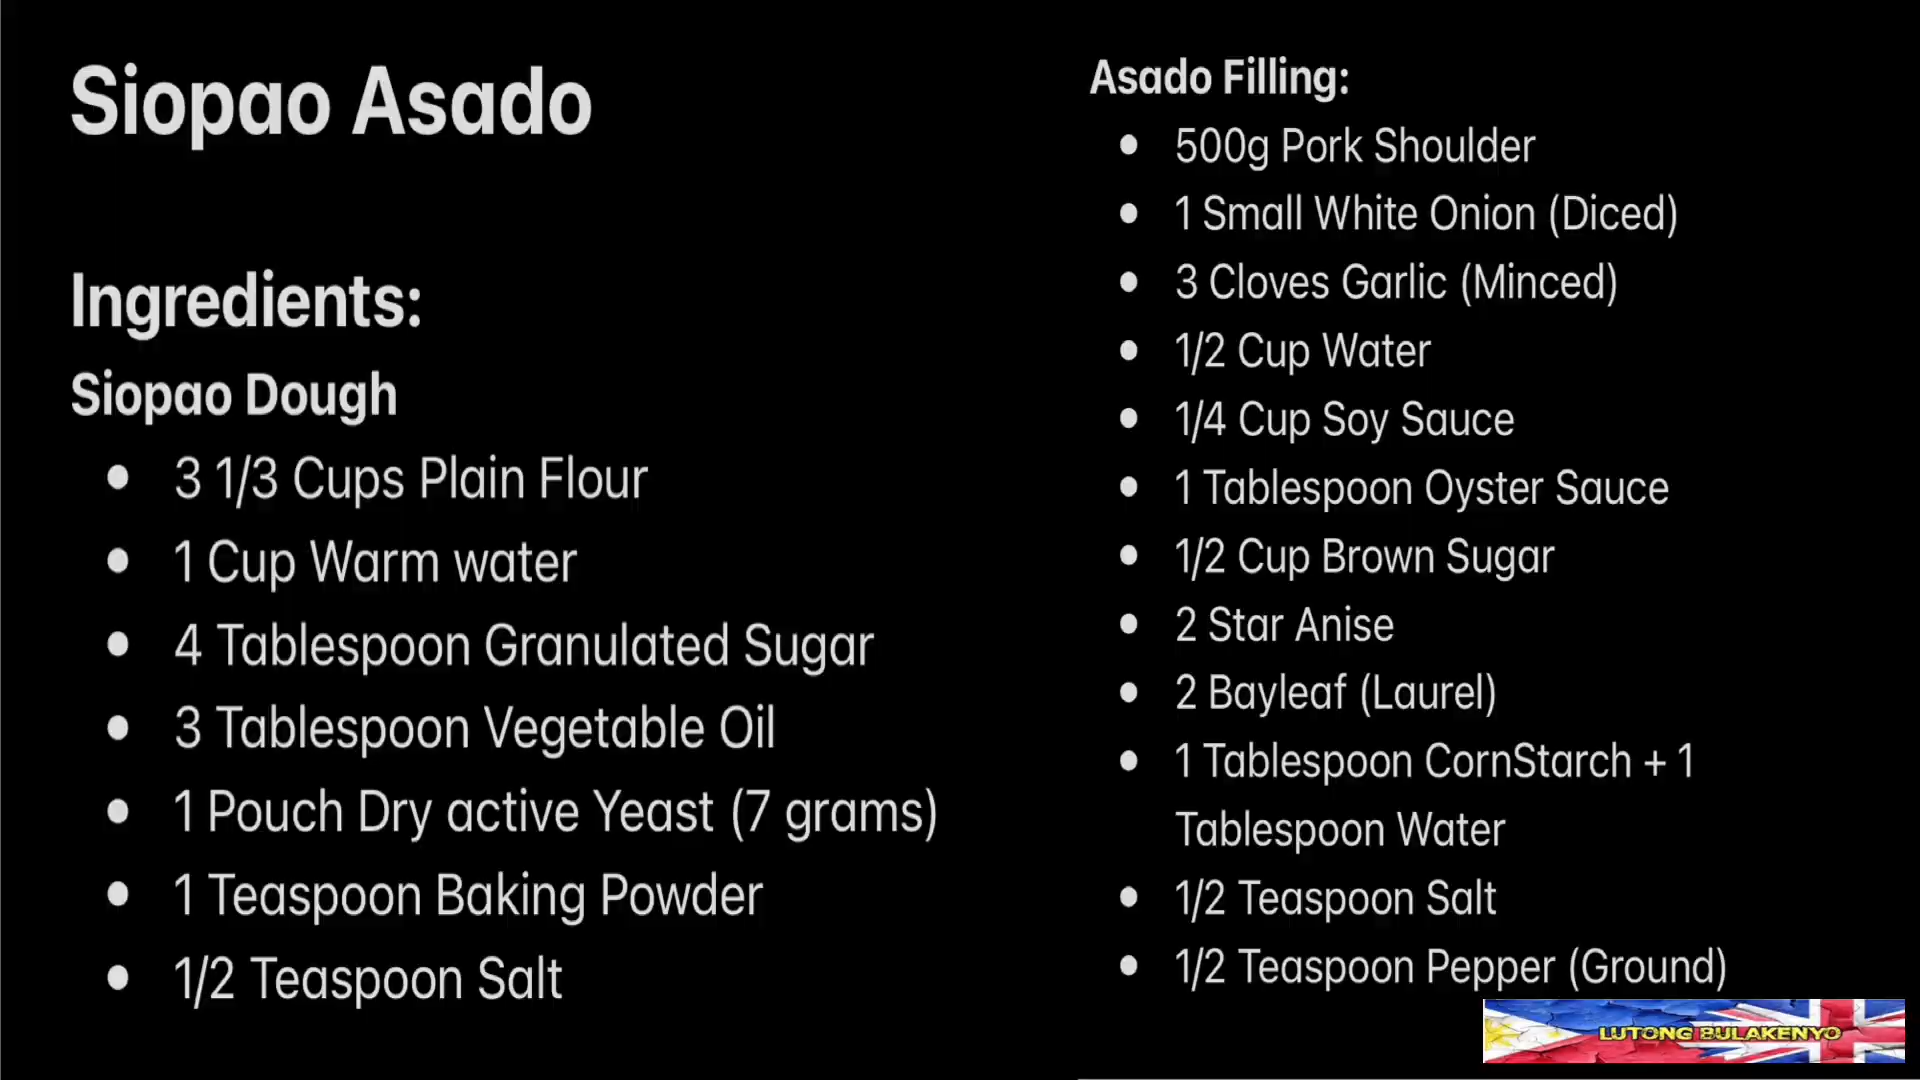 Siopao Asado
Ingredients:
Siopao Dough
• 3 1/3 Cups Plain Flour
• 1 Cup Warm water
• 4 Tablespoon Granulated Sugar
• 3 Tablespoon Vegetable Oil
• 1 Pouch Dry active Yeast (7 grams)
• 1 Teaspoon Baking Powder
• 1/2 Teaspoon Salt
Asado Filling:
• 500g Pork Shoulder
• 1 Small White Onion (Diced)
• 3 Cloves Garlic (Minced)
• 1/2 Cup Water
• 1/4 Cup Soy Sauce
• 1 Tablespoon Oyster Sauce
• 1/2 Cup Brown Sugar
• 2 Star Anise
• 2 Bayleaf (Laurel)
• 1 Tablespoon CornStarch + 1
Tablespoon Water
• 1/2 Teaspoon Salt
• 1/2 Teaspoon Pepper (Ground)
LUTONG BULAKENYO